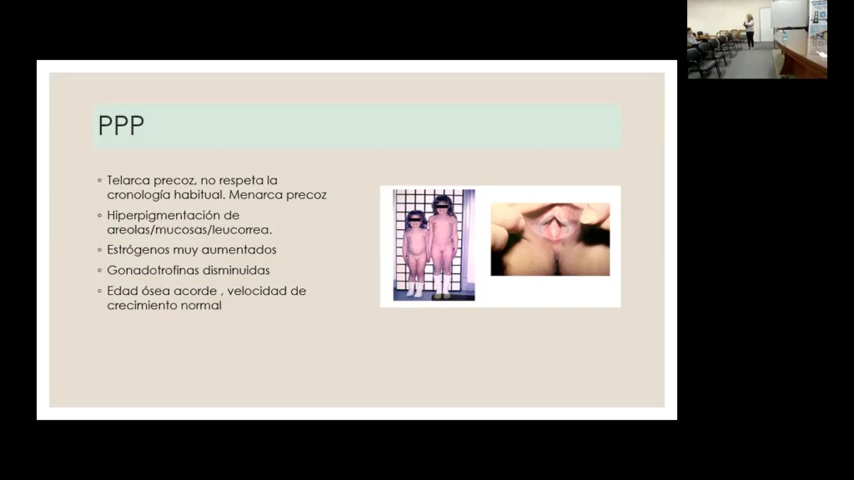 PPP
◦ Telarca precoz, no respeta la
cronología habitual. Menarca precoz
◦ Hiperpigmentación de
areolas/mucosas/leucorrea.
◦ Estrógenos muy aumentados
◦ Gonadotrofinas disminuidas
◦ Edad ósea acorde , velocidad de
crecimiento normal